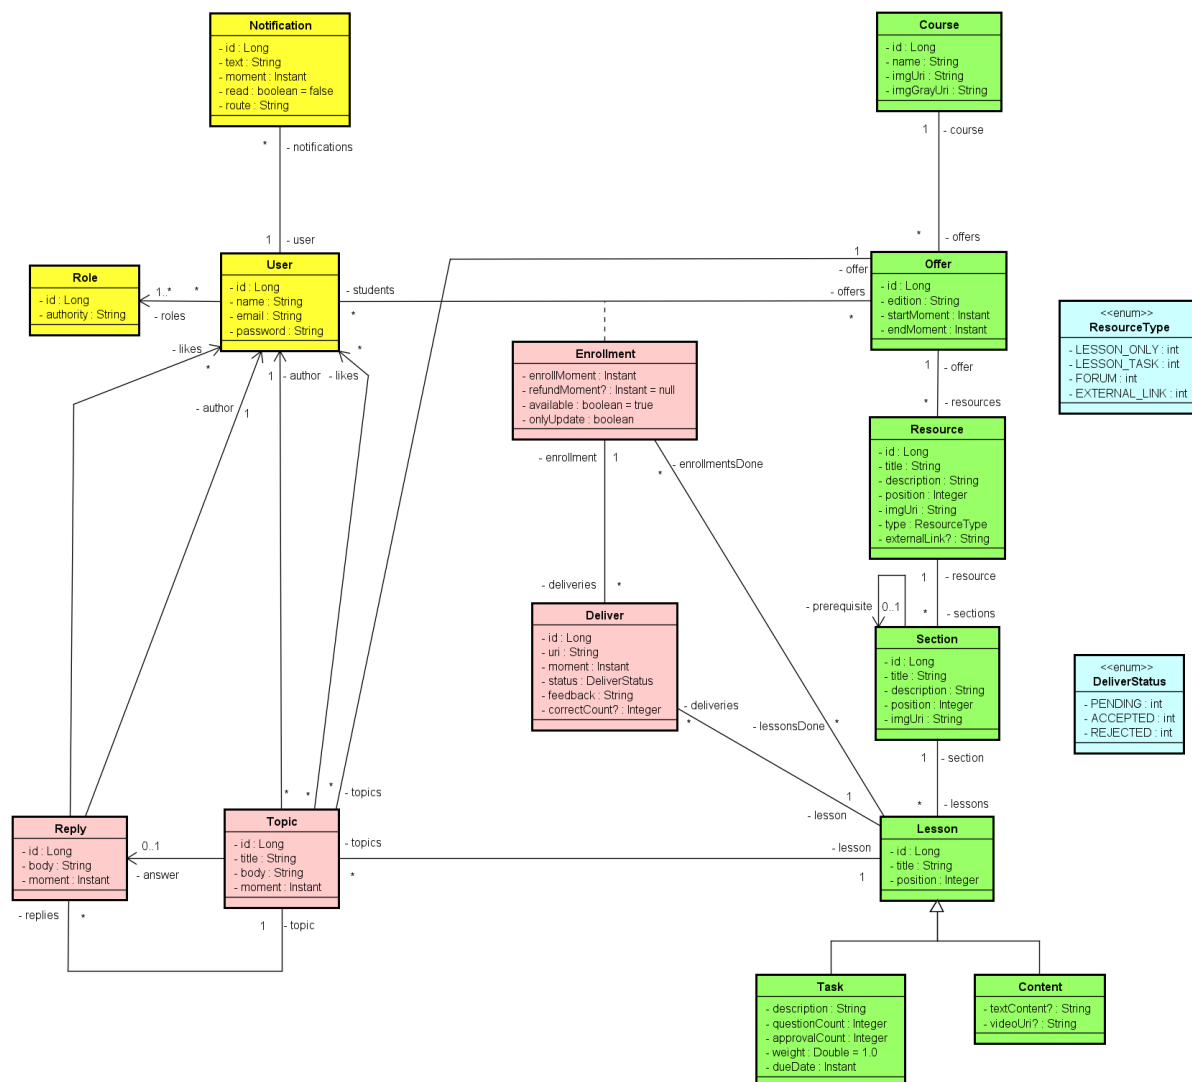 Notification
- id : Long
- text : String
- moment : Instant
- read : boolean = false
- route : String
* - notifications
1 - user
Course
- id : Long
- name : String
- imgUri : String
- imgGrayUri : String
1 - course
* - offers
Role
- id : Long
- authority : String
1..* *
- roles
User
- id : Long
- name : String
- email : String
- password : String
- students
*
1
- offer
- offers
*
Offer
- id : Long
- edition : String
- startMoment : Instant
- endMoment : Instant
<<enum>>
ResourceType
- LESSON_ONLY : int
- LESSON_TASK : int
- FORUM : int
- EXTERNAL_LINK : int
- likes
*
- author
1
1 - author
- likes
*
Enrollment
- enrollMoment : Instant
- refundMoment? : Instant = null
- available : boolean = true
- onlyUpdate : boolean
1 - offer
* - resources
Resource
- id : Long
- title : String
- description : String
- position : Integer
- imgUri : String
- type : ResourceType
- externalLink? : String
- enrollment 1
- enrollmentsDone
*
1 - resource
- prerequisite 0..1
* - sections
- deliveries *
Deliver
- id : Long
- uri : String
- moment : Instant
- status : DeliverStatus
- feedback : String
- correctCount? : Integer
Section
- id : Long
- title : String
- description : String
- position : Integer
- imgUri : String
<<enum>>
DeliverStatus
- PENDING : int
- ACCEPTED : int
- REJECTED : int
- deliveries
*
- lessonsDone *
1 - section
* - lessons
1
- lesson
* * * - topics
Reply
- id : Long
- body : String
- moment : Instant
0..1
- answer
Topic
- id : Long
- title : String
- body : String
- moment : Instant
- topics
*
- lesson
1
Lesson
- id : Long
- title : String
- position : Integer
- replies *
1 - topic
Task
- description : String
- questionCount : Integer
- approvalCount : Integer
- weight : Double = 1.0
- dueDate : Instant
Content
- textContent? : String
- videoUri? : String